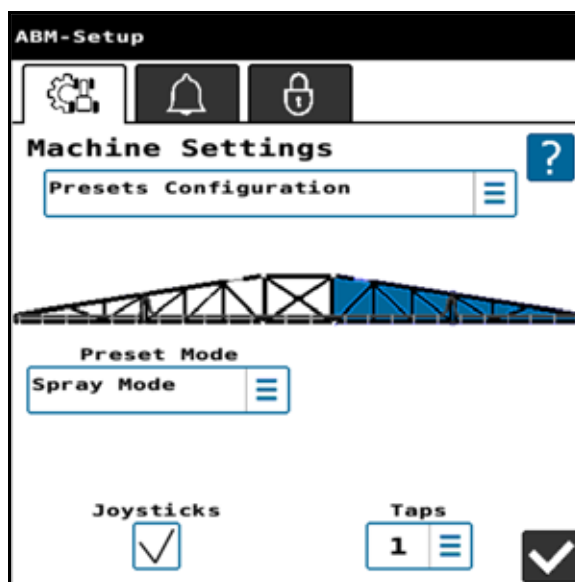 ABM-Setup
Machine Settings
?
Presets Configuration
Preset Mode
Spray Mode
Joysticks Taps
1